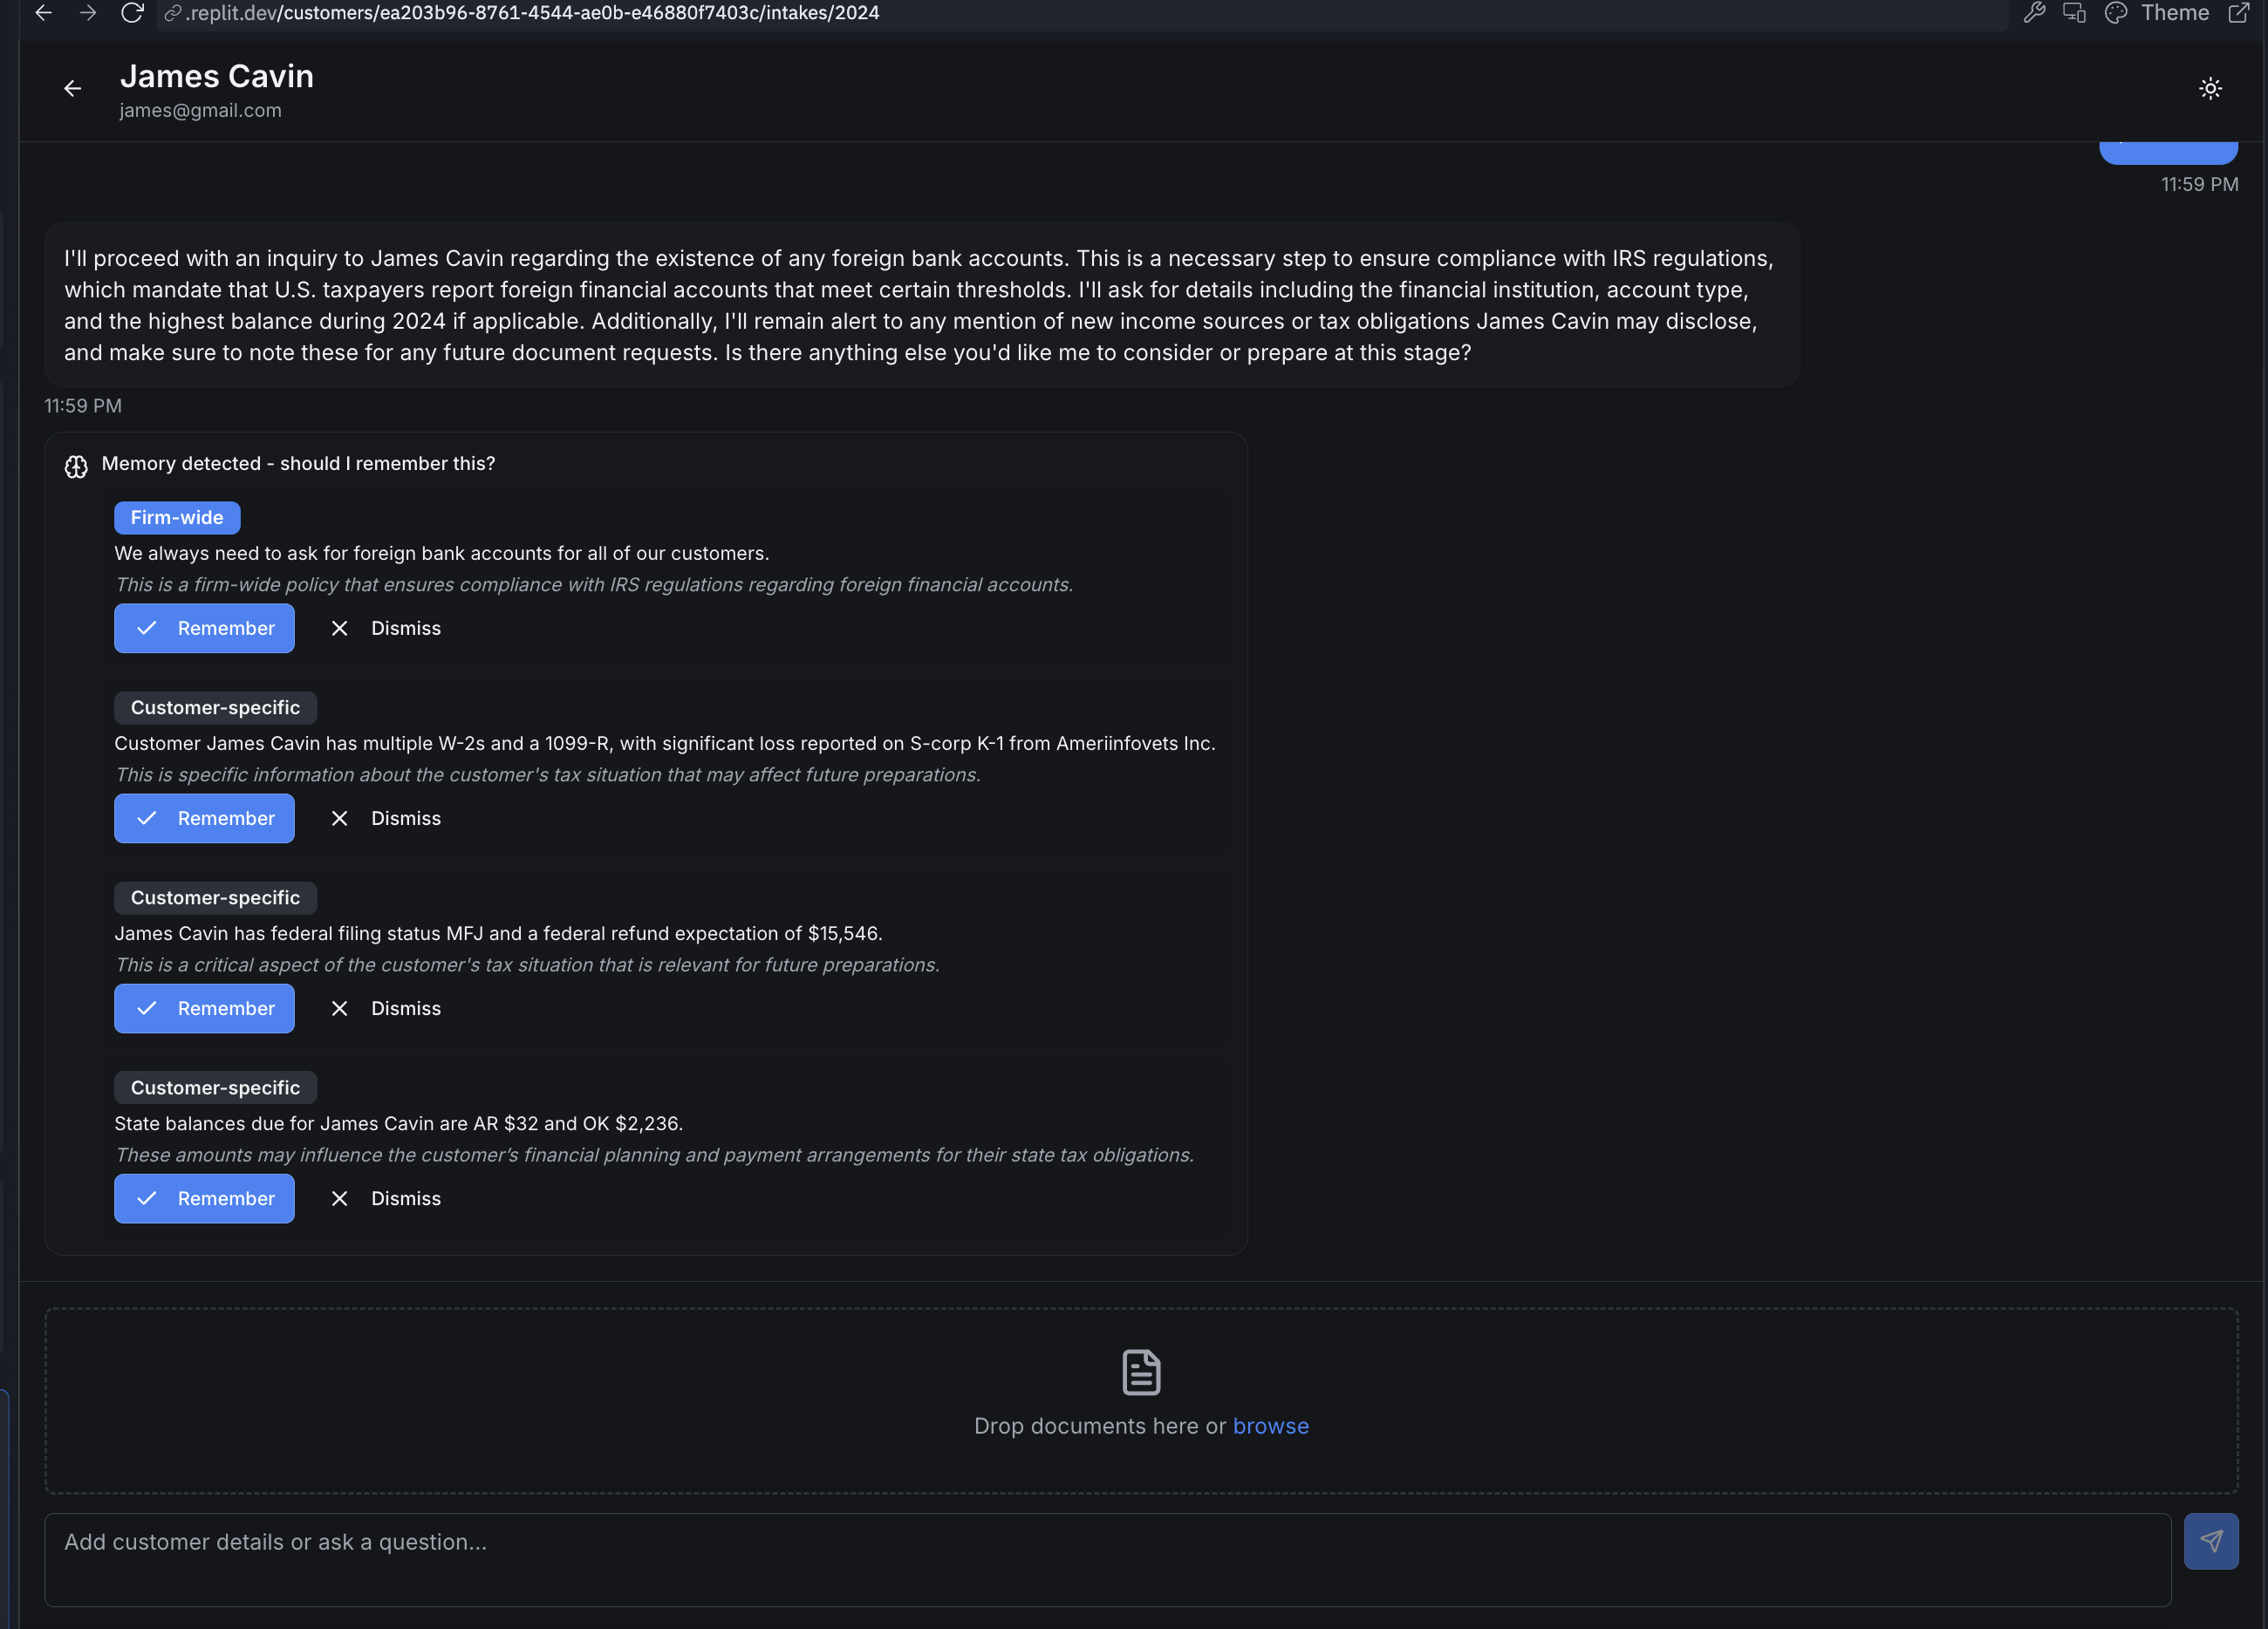 .replit.dev/customers/ea203b96-8761-4544-ae0b-e46880f7403c/intakes/2024
Theme
James Cavin
james@gmail.com
11:59 PM
I'll proceed with an inquiry to James Cavin regarding the existence of any foreign bank accounts. This is a necessary step to ensure compliance with IRS regulations,
which mandate that U.S. taxpayers report foreign financial accounts that meet certain thresholds. I'll ask for details including the financial institution, account type,
and the highest balance during 2024 if applicable. Additionally, I'll remain alert to any mention of new income sources or tax obligations James Cavin may disclose,
and make sure to note these for any future document requests. Is there anything else you'd like me to consider or prepare at this stage?
11:59 PM
Memory detected - should I remember this?
Firm-wide
We always need to ask for foreign bank accounts for all of our customers.
This is a firm-wide policy that ensures compliance with IRS regulations regarding foreign financial accounts.
Remember Dismiss
Customer-specific
Customer James Cavin has multiple W-2s and a 1099-R, with significant loss reported on S-corp K-1 from Ameriinfovets Inc.
This is specific information about the customer's tax situation that may affect future preparations.
Remember Dismiss
Customer-specific
James Cavin has federal filing status MFJ and a federal refund expectation of $15,546.
This is a critical aspect of the customer's tax situation that is relevant for future preparations.
Remember Dismiss
Customer-specific
State balances due for James Cavin are AR $32 and OK $2,236.
These amounts may influence the customer’s financial planning and payment arrangements for their state tax obligations.
Remember Dismiss
Drop documents here or browse
Add customer details or ask a question...